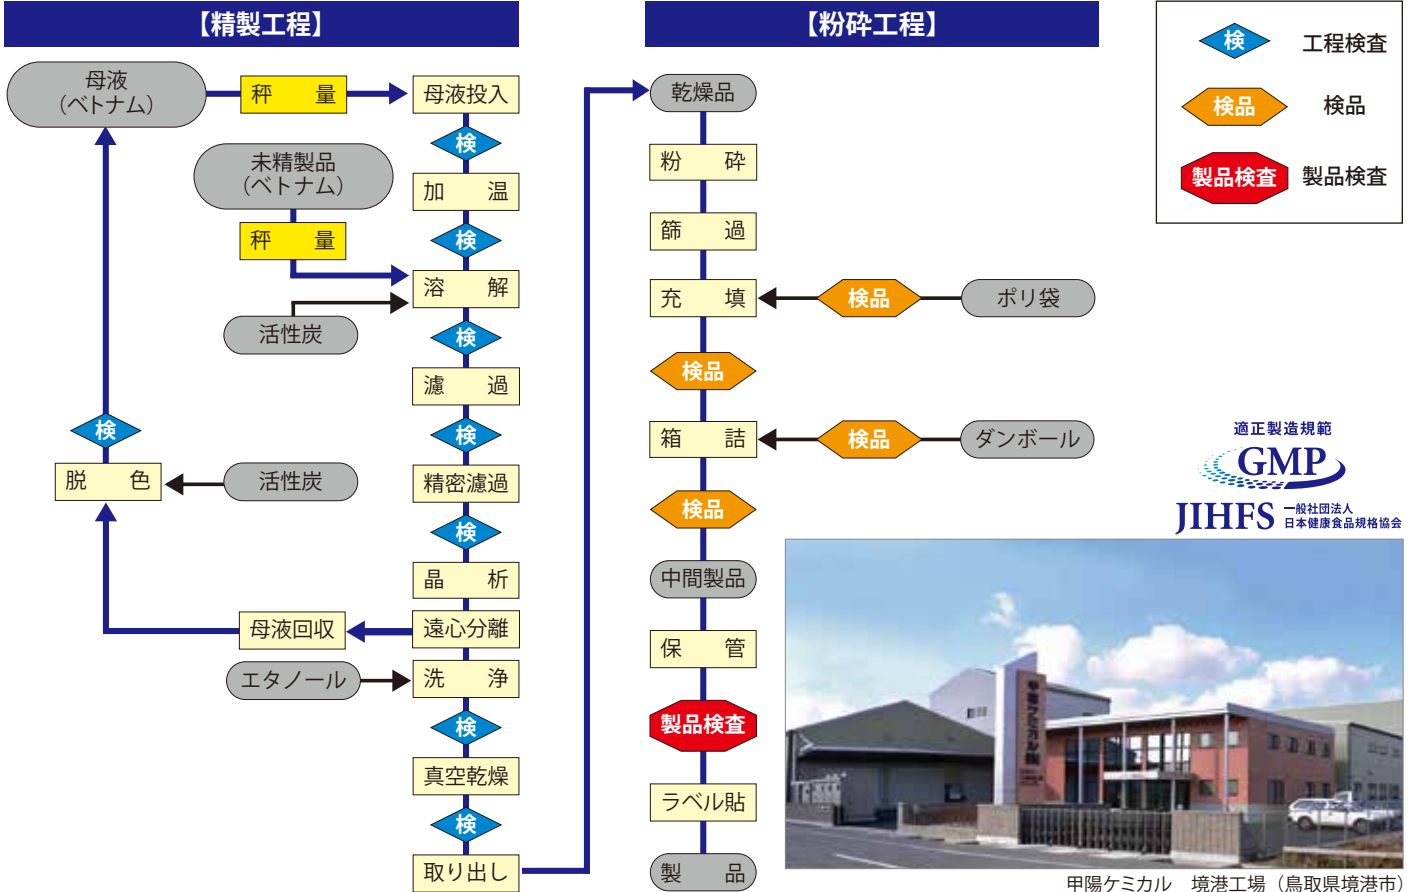 【精製工程】
母液
（ベトナム）
秤　量
母液投入
検
未精製品
（ベトナム）
秤　量
加　温
検
溶　解
活性炭
検
濾　過
検
検
脱　色
活性炭
精密濾過
検
晶　析
母液回収
遠心分離
エタノール
洗　浄
検
真空乾燥
検
取り出し
【粉砕工程】
乾燥品
粉　砕
篩　過
充　填
検品
ポリ袋
検品
箱　詰
検品
ダンボール
検品
中間製品
保　管
製品検査
ラベル貼
製　品
検
工程検査
検品
検品
製品検査
製品検査
適正製造規範
GMP
JIHFS
一般社団法人
日本健康食品規格協会
甲陽ケミカル㈱
甲陽ケミカル　境港工場（鳥取県境港市）